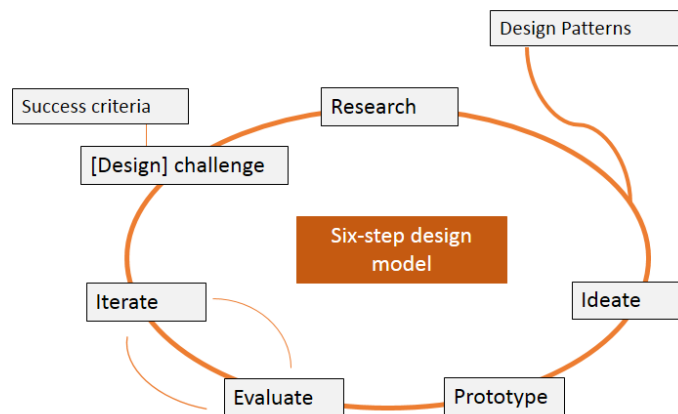 Design Patterns
Success criteria
Research
[Design] challenge
Six-step design
model
Iterate
Ideate
Evaluate
Prototype